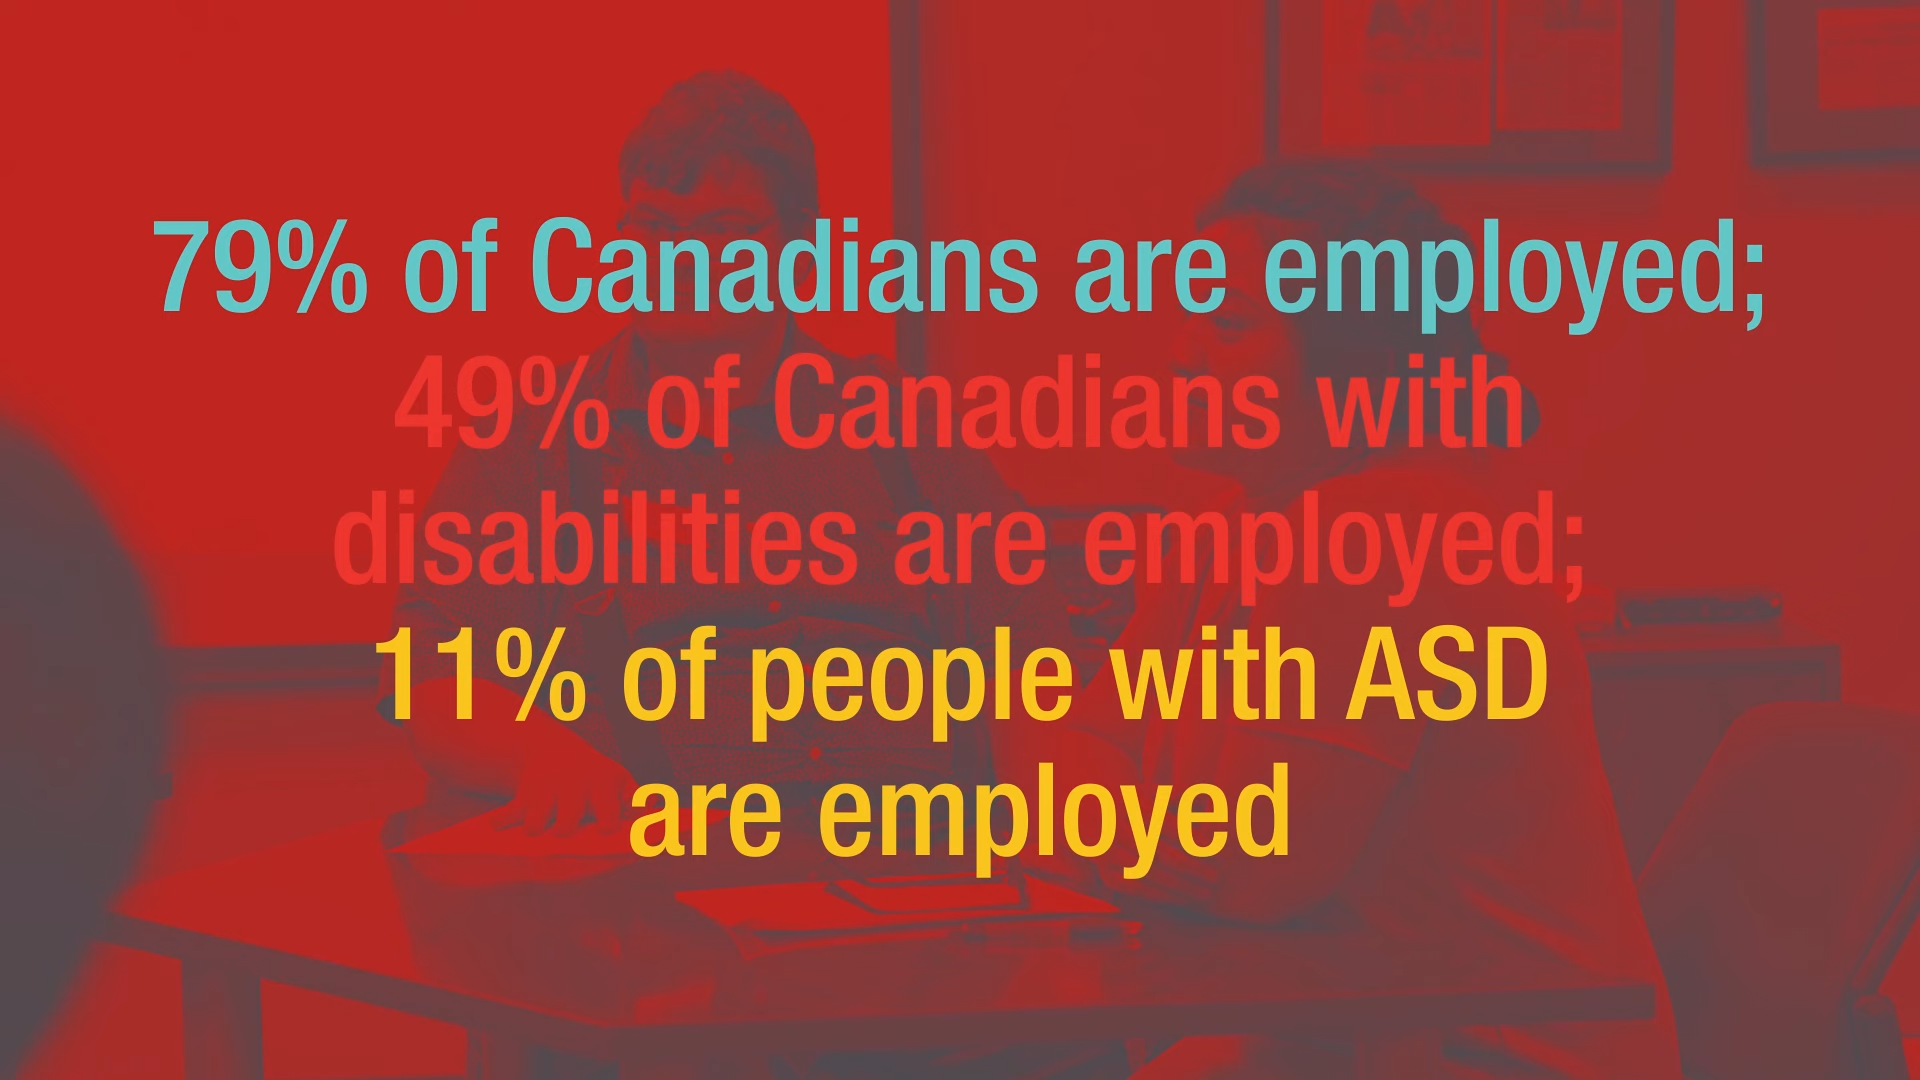 79% of Canadians are employed;
49% of Canadians with
disabilities are employed;
11% of people with ASD
are employed